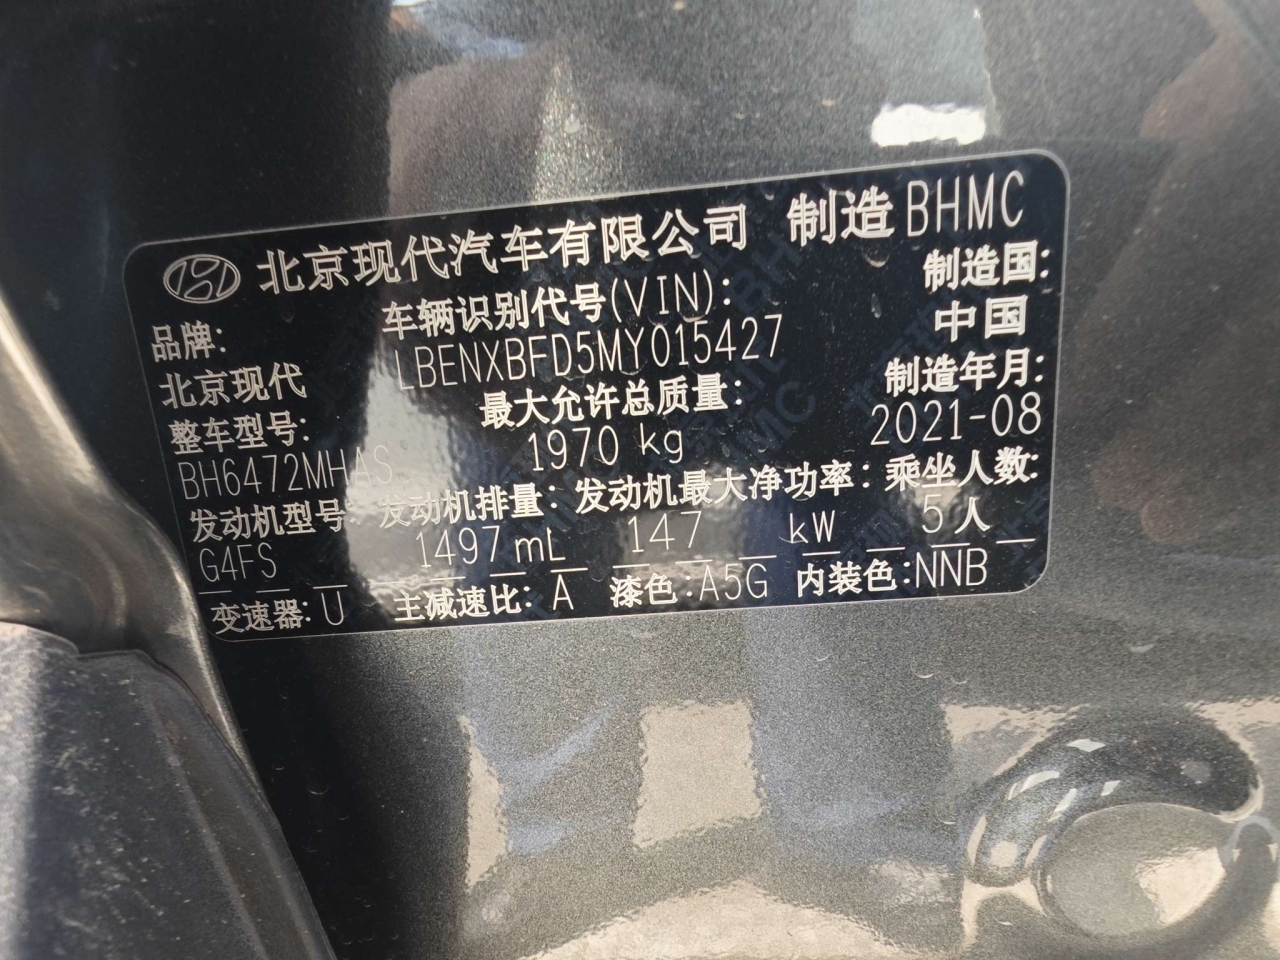 北京现代汽车有限公司 制造 BHMC
品牌: 车辆识别代号(VIN): 制造国:
北京现代 LBENXBFD5MY015427 中国
整车型号: 最大允许总质量: 制造年月:
BH6472MHAS 1970 kg 2021-08
发动机型号: 发动机排量: 发动机最大净功率: 乘坐人数:
G4FS 1497 mL 147 kW 5人
变速器: U 主减速比: A 漆色: A5G 内装色: NNB